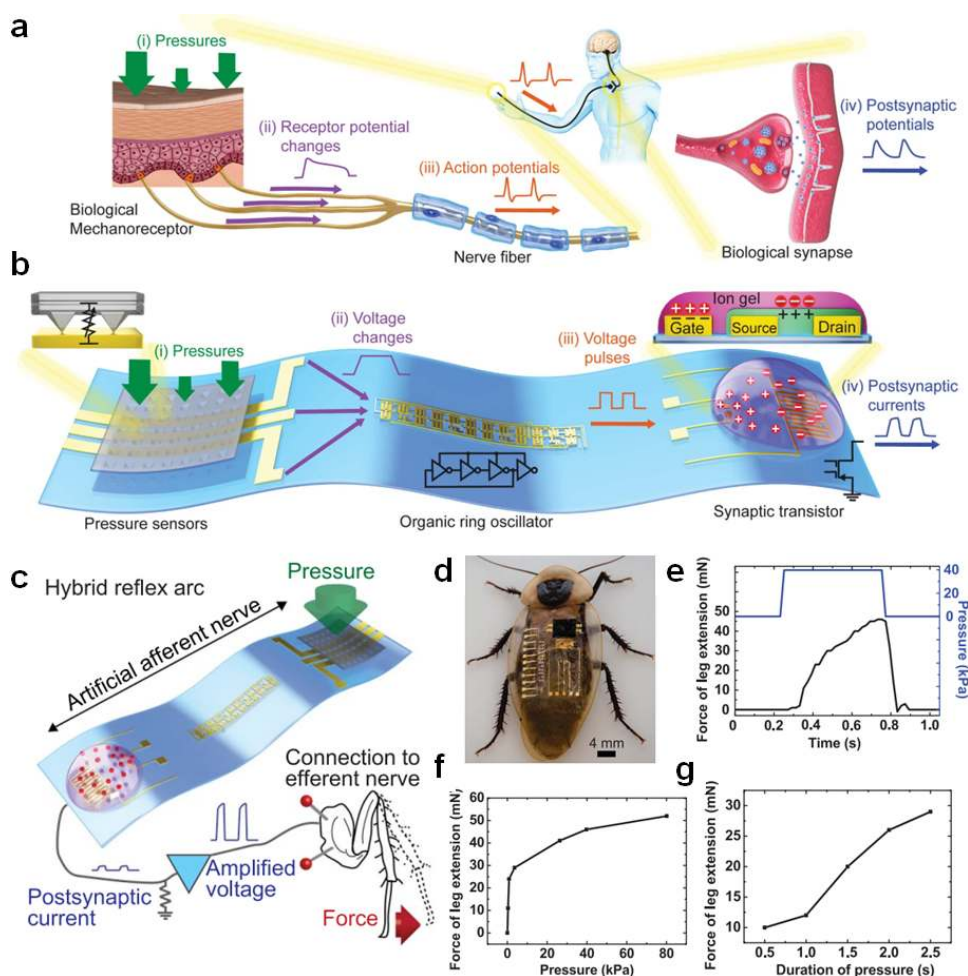 a
(i) Pressures
(ii) Receptor potential
changes
(iii) Action potentials
(iv) Postsynaptic
potentials
Biological
Mechanoreceptor
Nerve fiber
Biological synapse
b
(i) Pressures
(ii) Voltage
changes
(iii) Voltage
pulses
Ion gel
+++
Gate
Source
+++
Drain
(iv) Postsynaptic
currents
Pressure sensors
Organic ring oscillator
Synaptic transistor
c
Hybrid reflex arc
Pressure
Artificial afferent nerve
Connection to
efferent nerve
Postsynaptic
current
Amplified
voltage
Force
d
4 mm
e
Force of leg extension (mN)
50
40
30
20
10
0
0
0.2
0.4
0.6
0.8
1.0
Time (s)
40
20
0
Pressure
(kPa)
f
Force of leg extension (mN)
60
50
40
30
20
10
0
0
20
40
60
80
Pressure (kPa)
g
Force of leg extension (mN)
30
25
20
15
10
0.5
1.0
1.5
2.0
2.5
Duration of pressure (s)